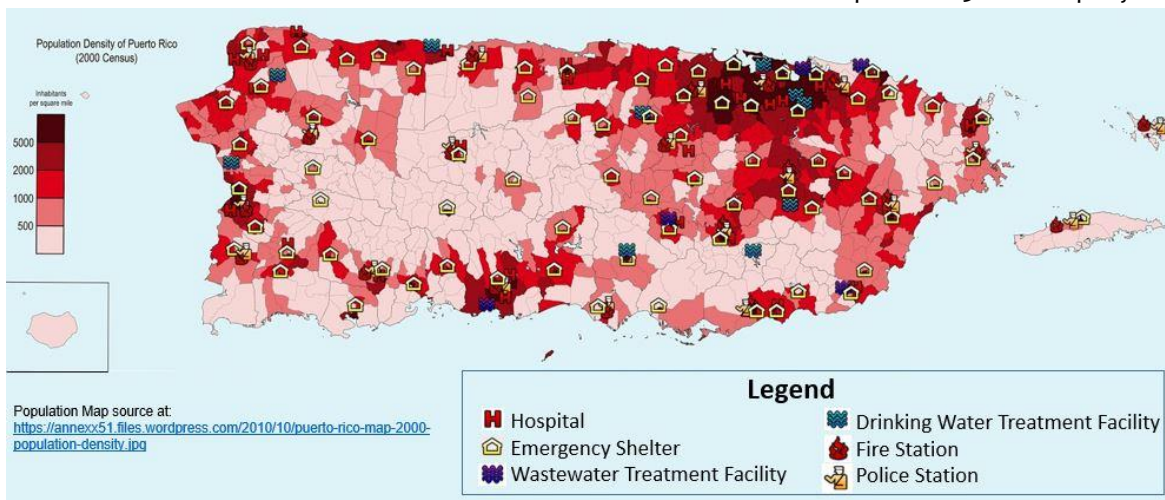 Population Density of Puerto Rico
(2000 Census)
Inhabitants
per square mile
5000
2000
1000
500
Population Map source at:
https://annexx51.files.wordpress.com/2010/10/puerto-rico-map-2000-
population-density.jpg
Legend
Hospital
Emergency Shelter
Wastewater Treatment Facility
Drinking Water Treatment Facility
Fire Station
Police Station